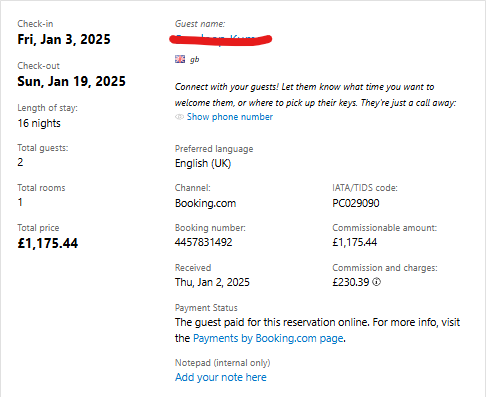 Check-in
Fri, Jan 3, 2025
Check-out
Sun, Jan 19, 2025
Length of stay:
16 nights
Total guests:
2
Total rooms
1
Total price
£1,175.44
Guest name:
gb
Connect with your guests! Let them know what time you want to
welcome them, or where to pick up their keys. They're just a call away:
Show phone number
Preferred language
English (UK)
Channel:
Booking.com
IATA/TIDS code:
PC029090
Booking number:
4457831492
Commissionable amount:
£1,175.44
Received
Thu, Jan 2, 2025
Commission and charges:
£230.39
Payment Status
The guest paid for this reservation online. For more info, visit
the Payments by Booking.com page.
Notepad (internal only)
Add your note here